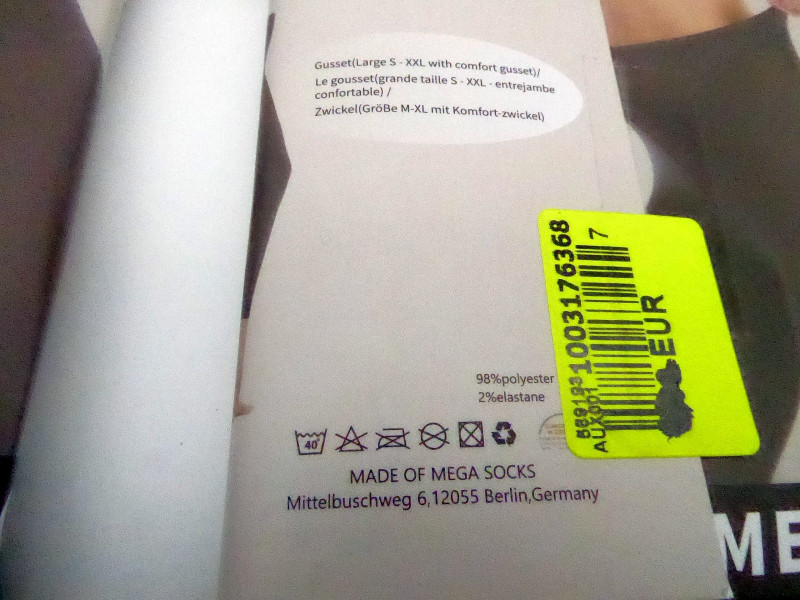 Gusset(Large S - XXL with comfort gusset)/
Le gousset(grande taille S - XXL - entrejambe
confortable) /
Zwickel(GröBe M-XL mit Komfort-zwickel)
1003176368
7
EUR
AUX001
98%polyester
2%elastane
40°
MADE OF MEGA SOCKS
Mittelbuschweg 6,12055 Berlin,Germany
ME